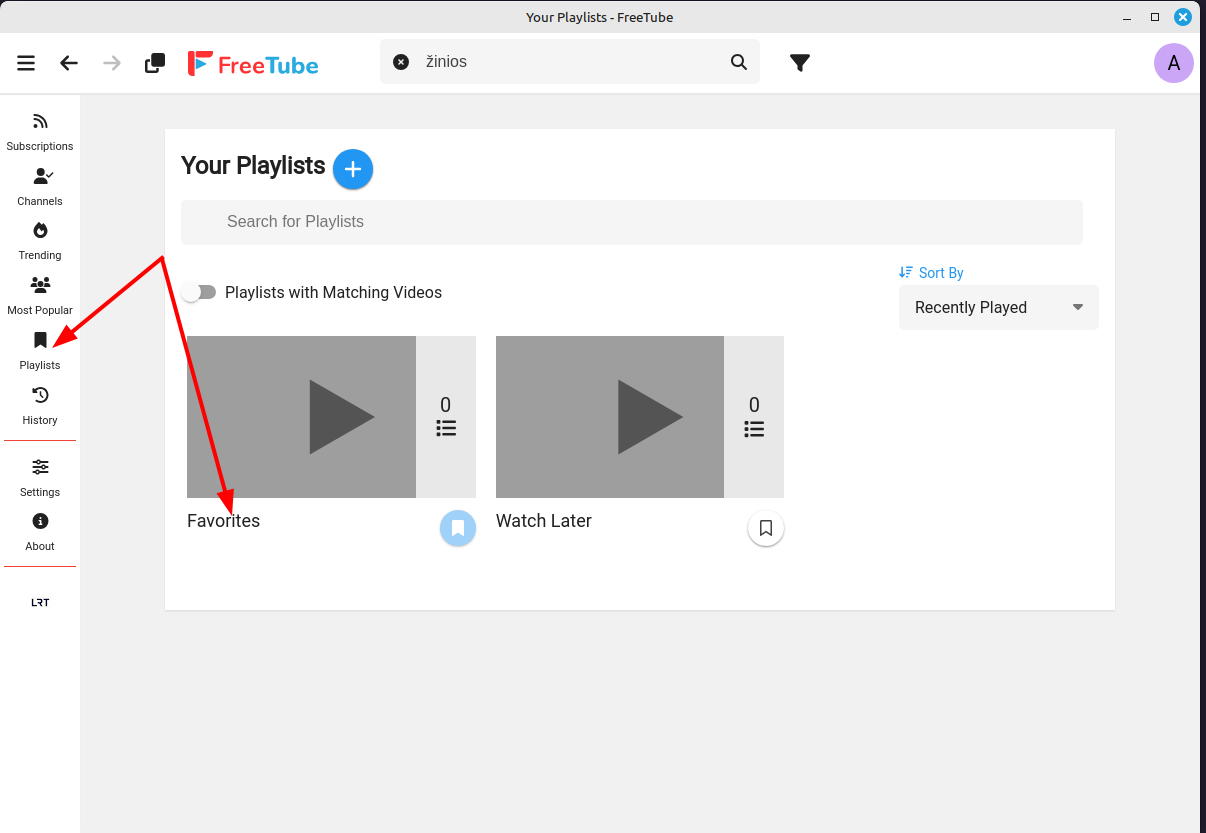 Your Playlists - FreeTube
FreeTube
žinios
A
Subscriptions
Channels
Trending
Most Popular
Playlists
History
Settings
About
LRT
Your Playlists
Search for Playlists
Sort By
Playlists with Matching Videos
Recently Played
0
0
Favorites
Watch Later